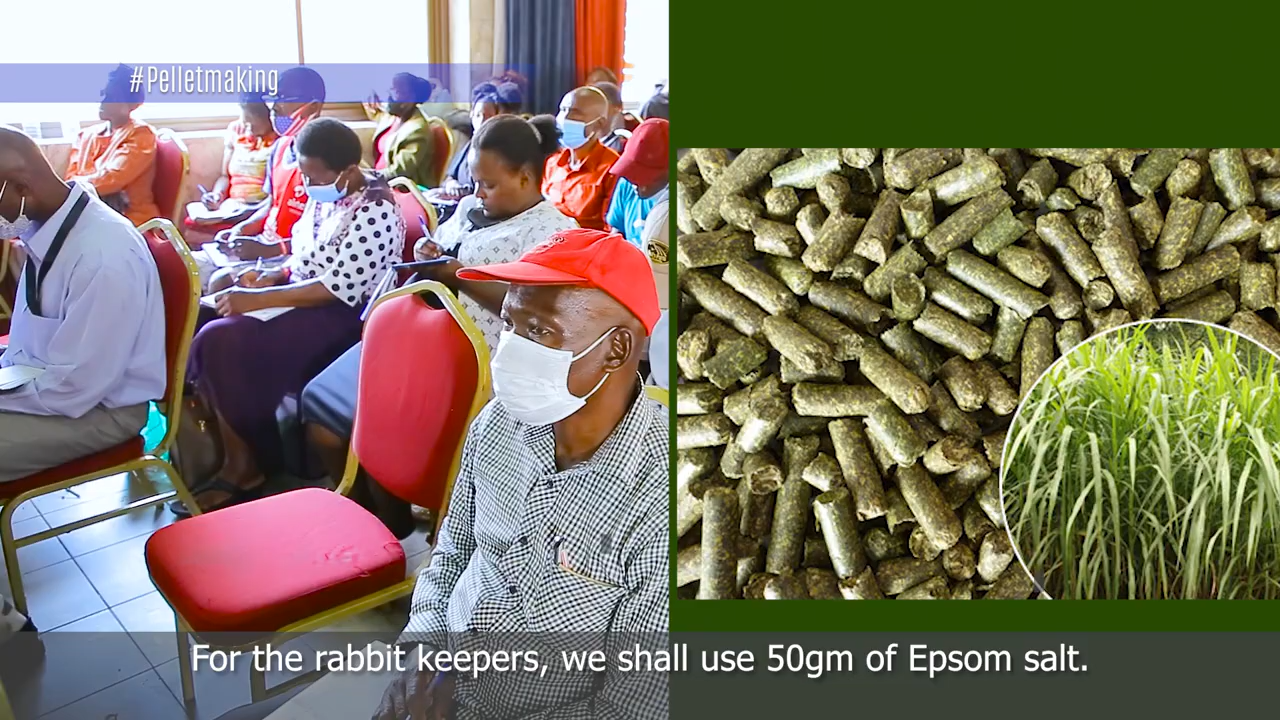 #Pelletmaking
For the rabbit keepers, we shall use 50gm of Epsom salt.